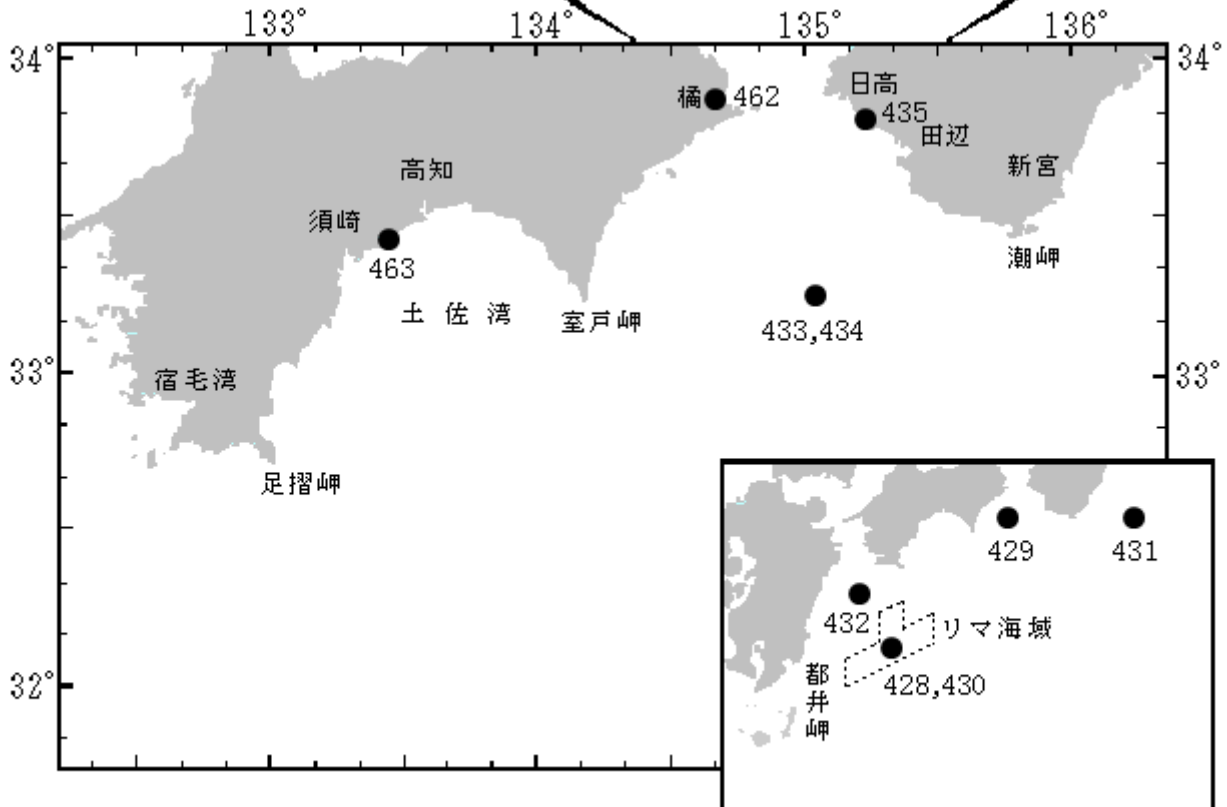 133° 134° 135° 136°
34° 34°
日高
橘 462
435
田辺
高知
新宮
須崎
潮岬
463
土佐湾
室戸岬
433,434
33° 33°
宿毛湾
足摺岬
429 431
432
リマ海域
428,430
都井岬
32°